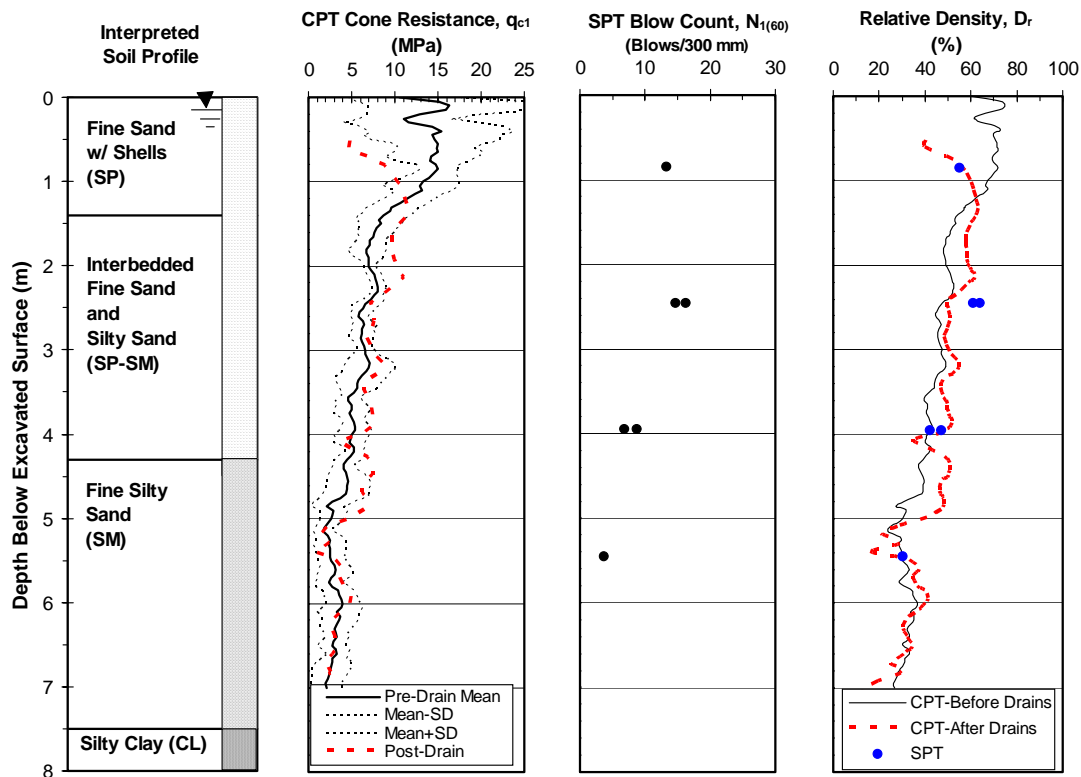 Interpreted
Soil Profile
CPT Cone Resistance, qc1
(MPa)
SPT Blow Count, N1(60)
(Blows/300 mm)
Relative Density, Dr
(%)
0 5 10 15 20 25
0 10 20 30
0 20 40 60 80 100
Depth Below Excavated Surface (m)
0
1
2
3
4
5
6
7
8
Fine Sand
w/ Shells
(SP)
Interbedded
Fine Sand
and
Silty Sand
(SP-SM)
Fine Silty
Sand
(SM)
Silty Clay (CL)
Pre-Drain Mean
Mean-SD
Mean+SD
Post-Drain
CPT-Before Drains
CPT-After Drains
SPT